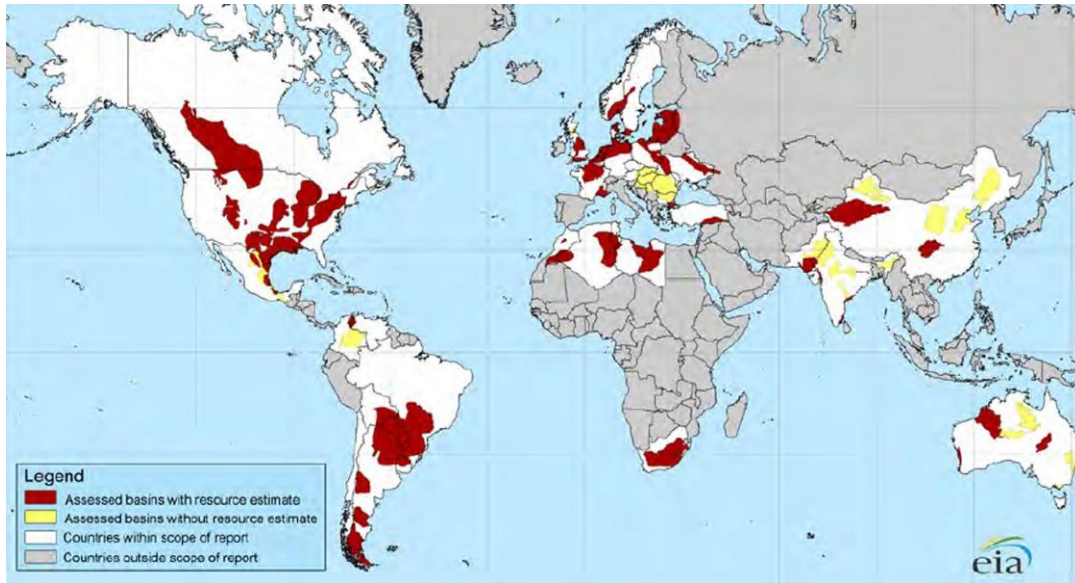 Legend
Assessed basins with resource estimate
Assessed basins without resource estimate
Countries within scope of report
Countries outside scope of report
eia